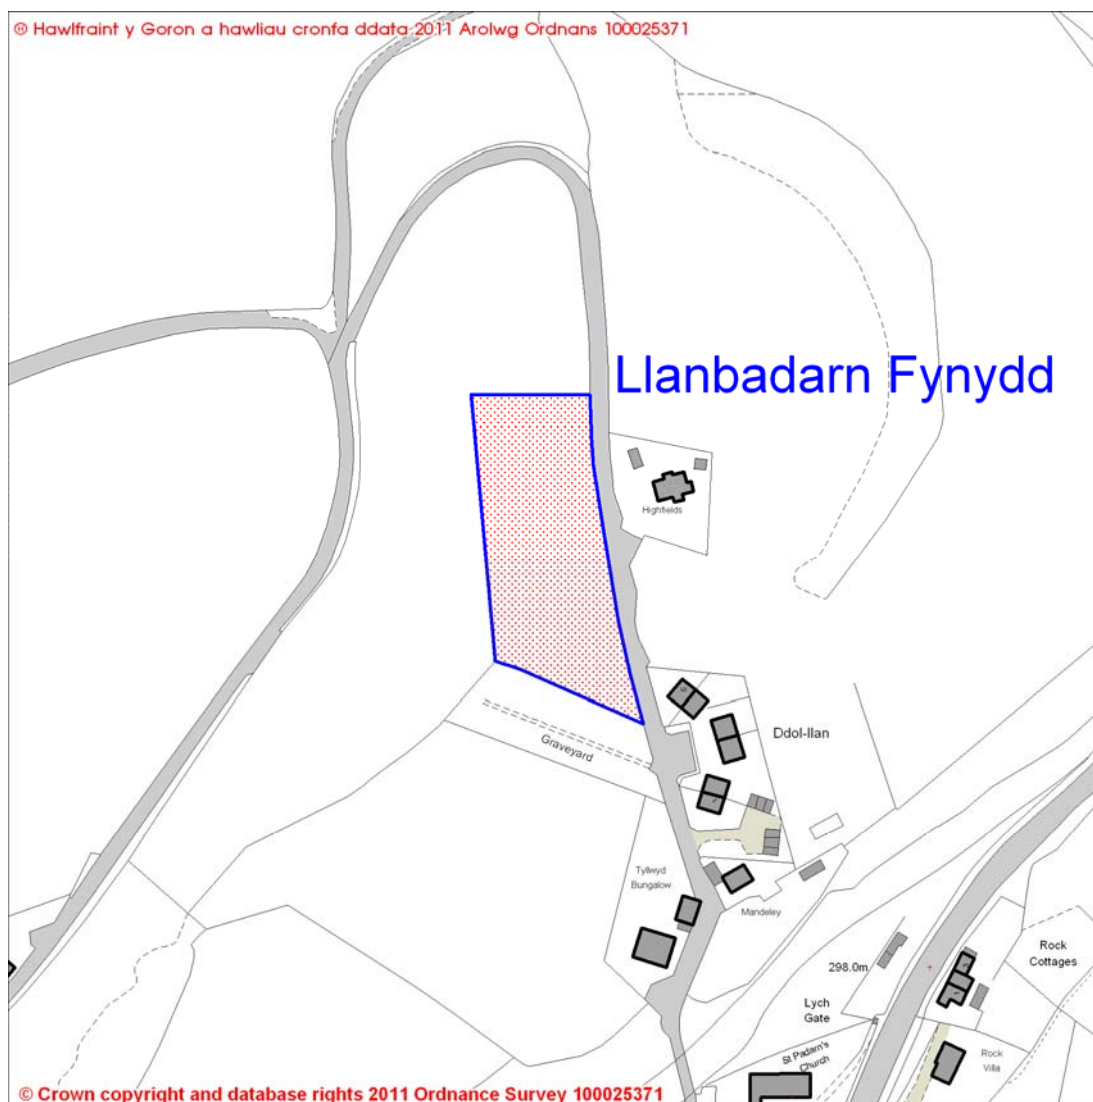 ® Hawlfraint y Goron a hawliau cronfa ddata 2011 Arolwg Ordnans 100025371
Llanbadarn Fynydd
Highfields
Ddol-llan
Graveyard
Tyllwyd
Bungalow
Mandeley
298.0m
Rock
Cottages
Lych
Gate
St Padarn's
Church
Rock
Villa
© Crown copyright and database rights 2011 Ordnance Survey 100025371